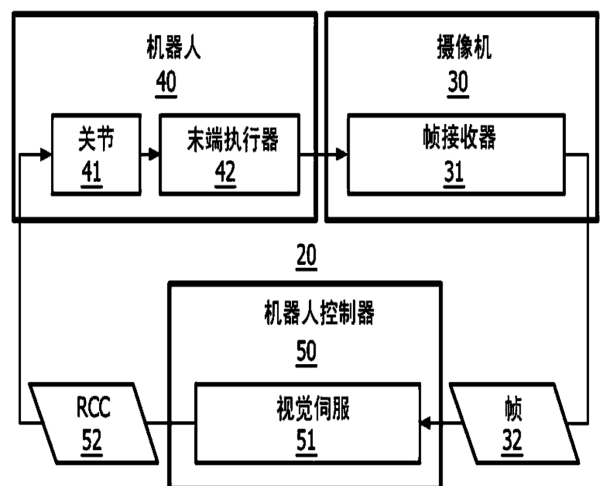 机器人
40
关节
41
末端执行器
42
摄像机
30
帧接收器
31
20
机器人控制器
50
视觉伺服
51
RCC
52
帧
32